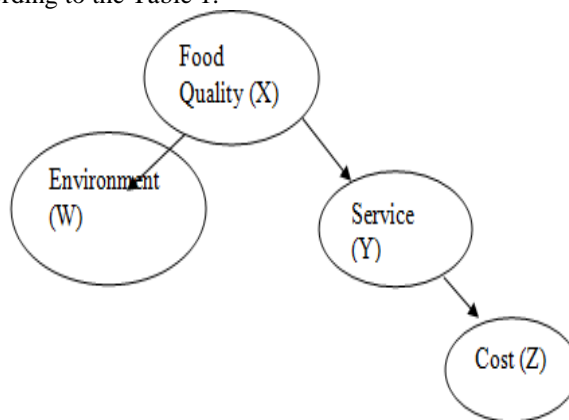 rding to the Table 1.
Food
Quality (X)
Environment
(W)
Service
(Y)
Cost (Z)